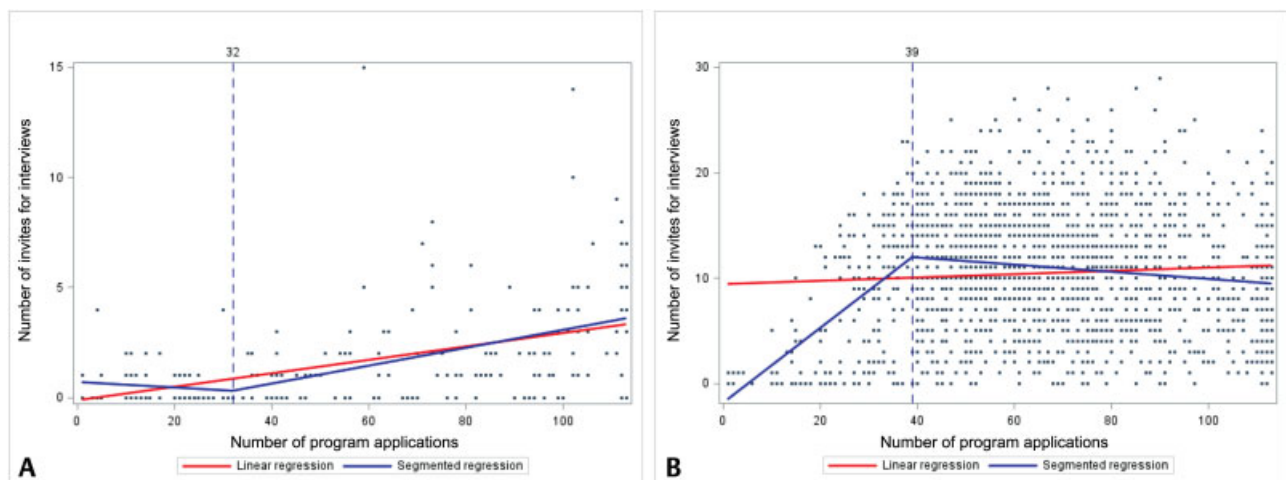 32
15
10
5
0
Number of invites for interviews
0 20 40 60 80 100
Number of program applications
Linear regression Segmented regression
A
39
30
20
10
0
Number of invites for interviews
0 20 40 60 80 100
Number of program applications
Linear regression Segmented regression
B